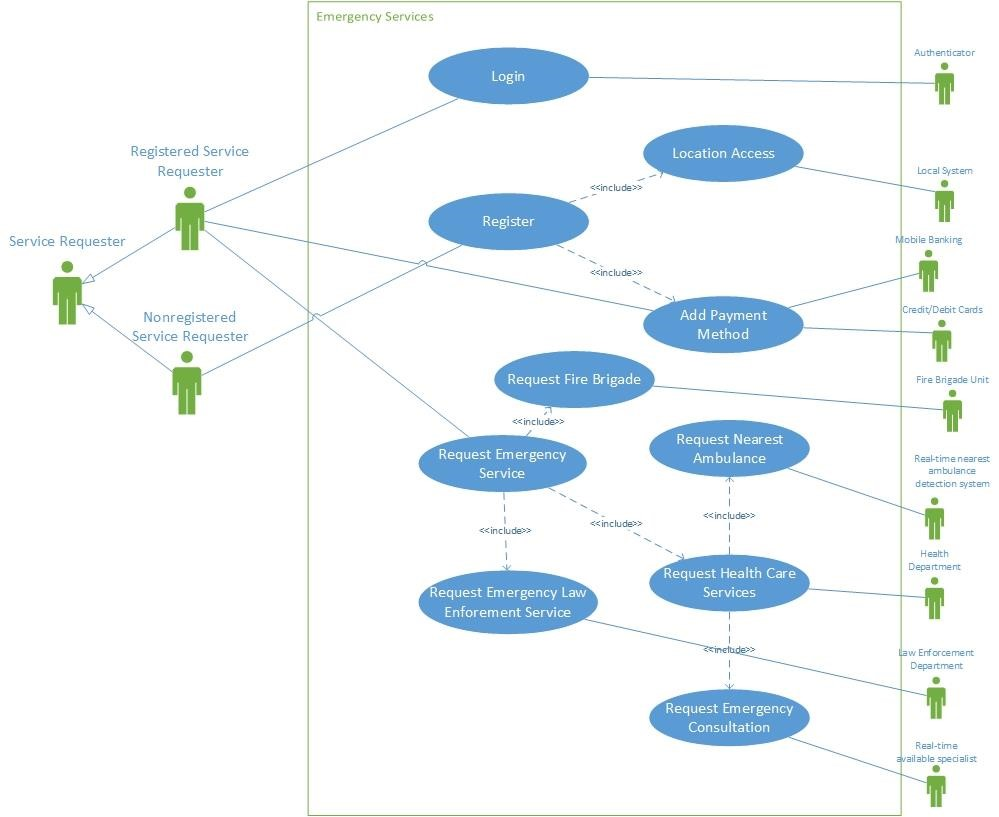 Emergency Services
Login
Authenticator
Registered Service
Requester
Location Access
Local System
Service Requester
<<include>>
Register
Mobile Banking
<<include>>
Nonregistered
Service Requester
Add Payment
Method
Credit/Debit Cards
Request Fire Brigade
Fire Brigade Unit
<<include>>
Request Emergency
Service
Request Nearest
Ambulance
Real-time nearest
ambulance
detection system
<<include>>
<<include>>
<<include>>
Request Emergency Law
Enforement Service
Request Health Care
Services
Health
Department
<<include>>
Law Enforcement
Department
Request Emergency
Consultation
Real-time
available specialist